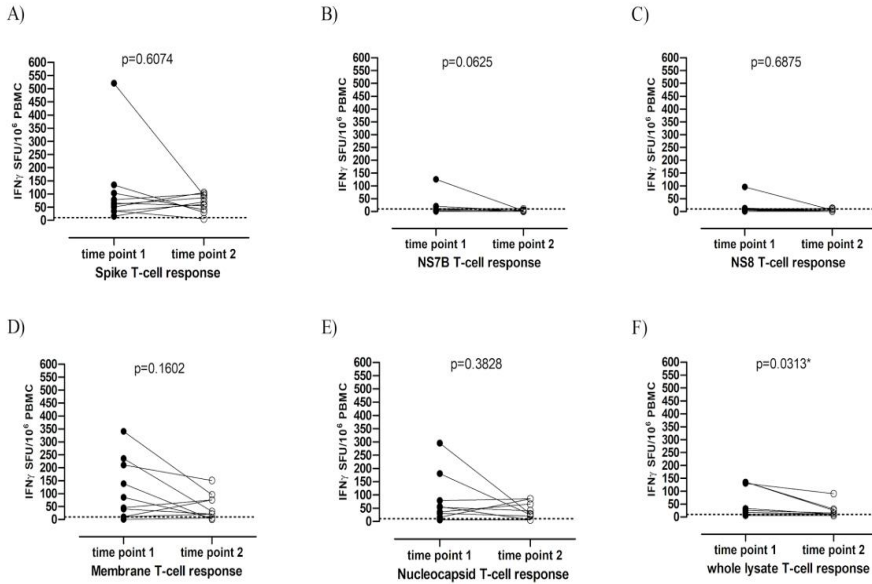 A)
p=0.6074
IFNγ SFU/10⁶ PBMC
600
550
500
450
400
350
300
250
200
150
100
50
0
time point 1 time point 2
Spike T-cell response
B)
p=0.0625
IFNγ SFU/10⁶ PBMC
600
550
500
450
400
350
300
250
200
150
100
50
0
time point 1 time point 2
NS7B T-cell response
C)
p=0.6875
IFNγ SFU/10⁶ PBMC
600
550
500
450
400
350
300
250
200
150
100
50
0
time point 1 time point 2
NS8 T-cell response
D)
p=0.1602
IFNγ SFU/10⁶ PBMC
600
550
500
450
400
350
300
250
200
150
100
50
0
time point 1 time point 2
Membrane T-cell response
E)
p=0.3828
IFNγ SFU/10⁶ PBMC
600
550
500
450
400
350
300
250
200
150
100
50
0
time point 1 time point 2
Nucleocapsid T-cell response
F)
p=0.0313*
IFNγ SFU/10⁶ PBMC
600
550
500
450
400
350
300
250
200
150
100
50
0
time point 1 time point 2
whole lysate T-cell response